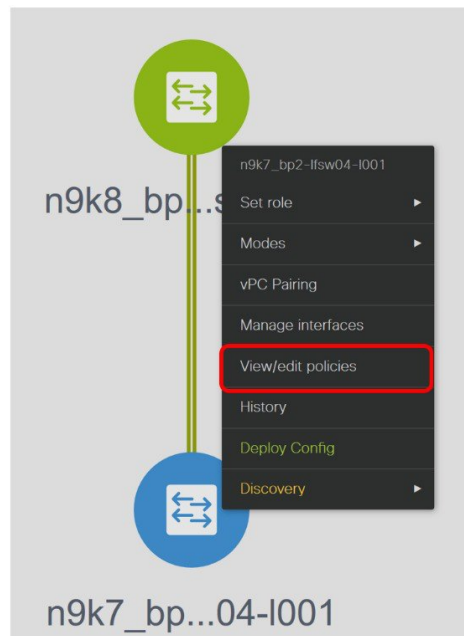 n9k8_bp...s
n9k7_bp2-lfsw04-l001
Set role
Modes
vPC Pairing
Manage interfaces
View/edit policies
History
Deploy Config
Discovery
n9k7_bp...04-l001